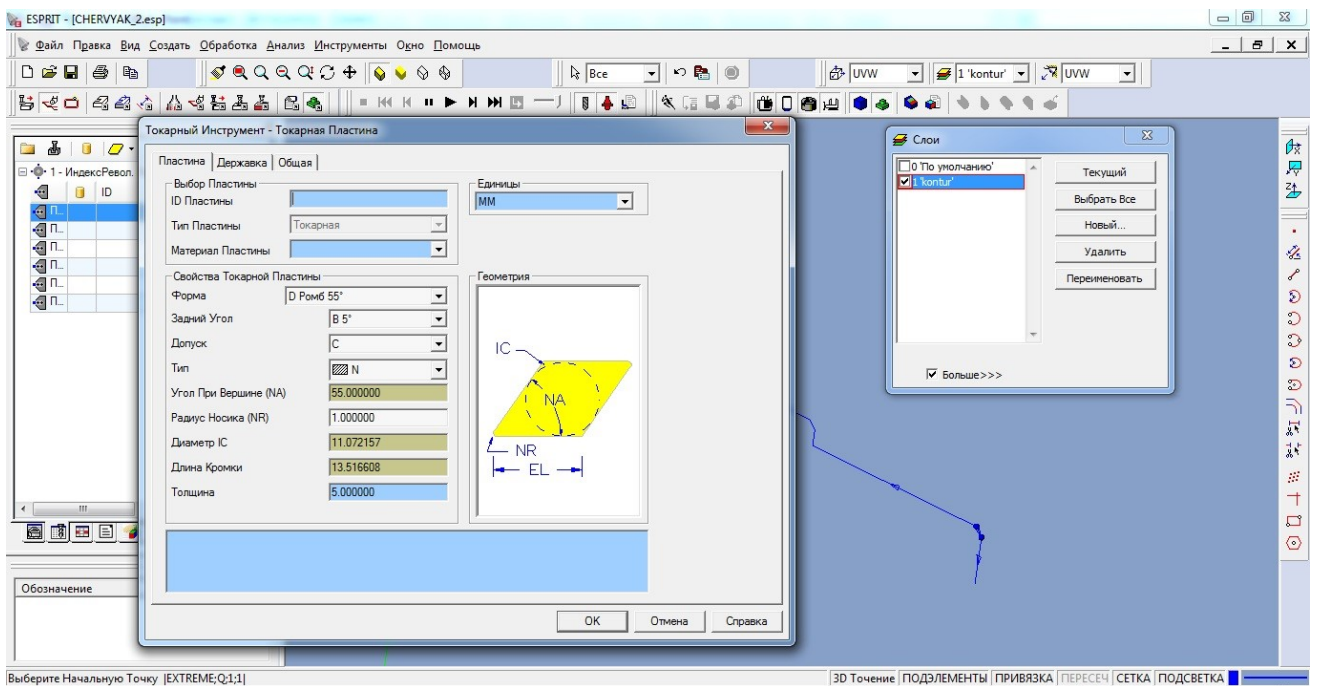 ESPRIT - [CHERVYAK_2.esp]
Файл Правка Вид Создать Обработка Анализ Инструменты Окно Помощь
Все UVW 1 'kontur' UVW
Токарный Инструмент - Токарная Пластина
Слои
Пластина Державка Общая
0 'По умолчанию'
1 'kontur'
Текущий
Выбрать Все
Новый...
Удалить
Переименовать
Больше>>>
1 - ИндексРевол.
ID
П...
П...
П...
П...
П...
П...
Выбор Пластины
ID Пластины
Тип Пластины Токарная
Материал Пластины
Единицы
ММ
Свойства Токарной Пластины
Форма D Ромб 55°
Задний Угол B 5°
Допуск C
Тип N
Угол При Вершине (NA) 55.000000
Радиус Носика (NR) 1.000000
Диаметр IC 11.072157
Длина Кромки 13.516608
Толщина 5.000000
Геометрия
IC
NA
NR
EL
OK Отмена Справка
Обозначение
Выберите Начальную Точку |EXTREME;Q;1;1|
3D Точение ПОДЭЛЕМЕНТЫ ПРИВЯЗКА ПЕРЕСЕЧ СЕТКА ПОДСВЕТКА